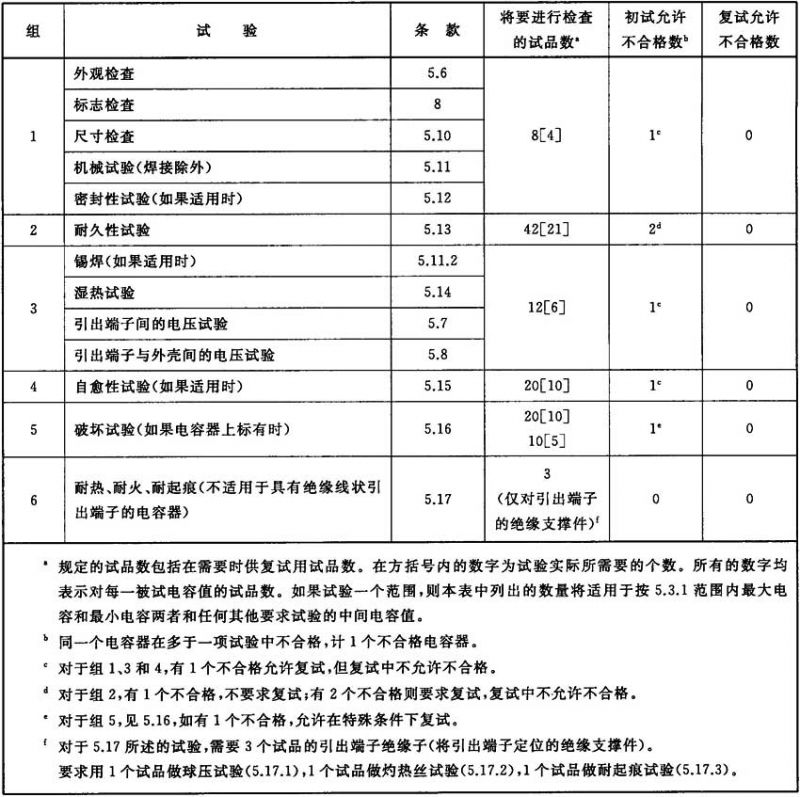 组 试 验 条 款 将要进行检查的试品数ᵃ 初试允许不合格数ᵇ 复试允许不合格数
1 外观检查 5.6 8[4] 1ᶜ 0
标志检查 8
尺寸检查 5.10
机械试验(焊接除外) 5.11
密封性试验(如果适用时) 5.12
2 耐久性试验 5.13 42[21] 2ᵈ 0
3 锡焊(如果适用时) 5.11.2 12[6] 1ᶜ 0
湿热试验 5.14
引出端子间的电压试验 5.7
引出端子与外壳间的电压试验 5.8
4 自愈性试验(如果适用时) 5.15 20[10] 1ᶜ 0
5 破坏试验(如果电容器上标有时) 5.16 20[10] 1ᵉ 0
10[5]
6 耐热、耐火、耐起痕(不适用于具有绝缘线状引出端子的电容器) 5.17 3 0 0
(仅对引出端子的绝缘支撑件)ᶠ
ᵃ 规定的试品数包括在需要时供复试用试品数。在方括号内的数字为试验实际所需要的个数。所有的数字均
表示对每一被试电容值的试品数。如果试验一个范围,则本表中列出的数量将适用于按 5.3.1 范围内最大电
容和最小电容两者和任何其他要求试验的中间电容值。
ᵇ 同一个电容器在多于一项试验中不合格,计 1 个不合格电容器。
ᶜ 对于组 1、3 和 4,有 1 个不合格允许复试,但复试中不允许不合格。
ᵈ 对于组 2,有 1 个不合格,不要求复试;有 2 个不合格则要求复试,复试中不允许不合格。
ᵉ 对于组 5,见 5.16,如有 1 个不合格,允许在特殊条件下复试。
ᶠ 对于 5.17 所述的试验,需要 3 个试品的引出端子绝缘子(将引出端子定位的绝缘支撑件)。
要求用 1 个试品做球压试验(5.17.1),1 个试品做灼热丝试验(5.17.2),1 个试品做耐起痕试验(5.17.3)。